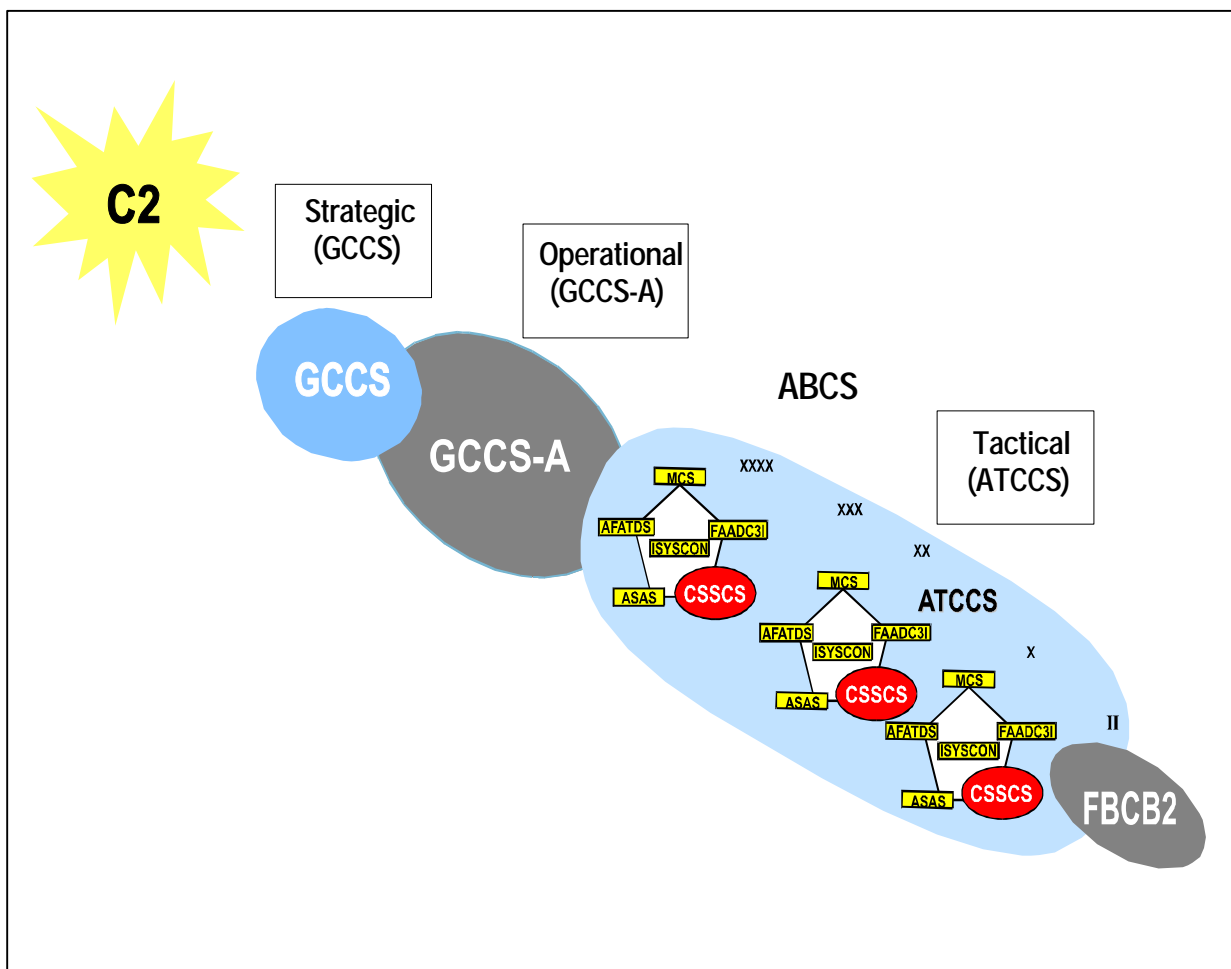 C2
Strategic
(GCCS)
Operational
(GCCS-A)
GCCS
ABCS
GCCS-A
Tactical
(ATCCS)
XXXX
MCS
XXX
AFATDS
FAADC3I
ISYSCON
XX
ASAS
CSSCS
MCS
ATCCS
AFATDS
FAADC3I
ISYSCON
X
ASAS
CSSCS
MCS
II
AFATDS
FAADC3I
ISYSCON
ASAS
CSSCS
FBCB2